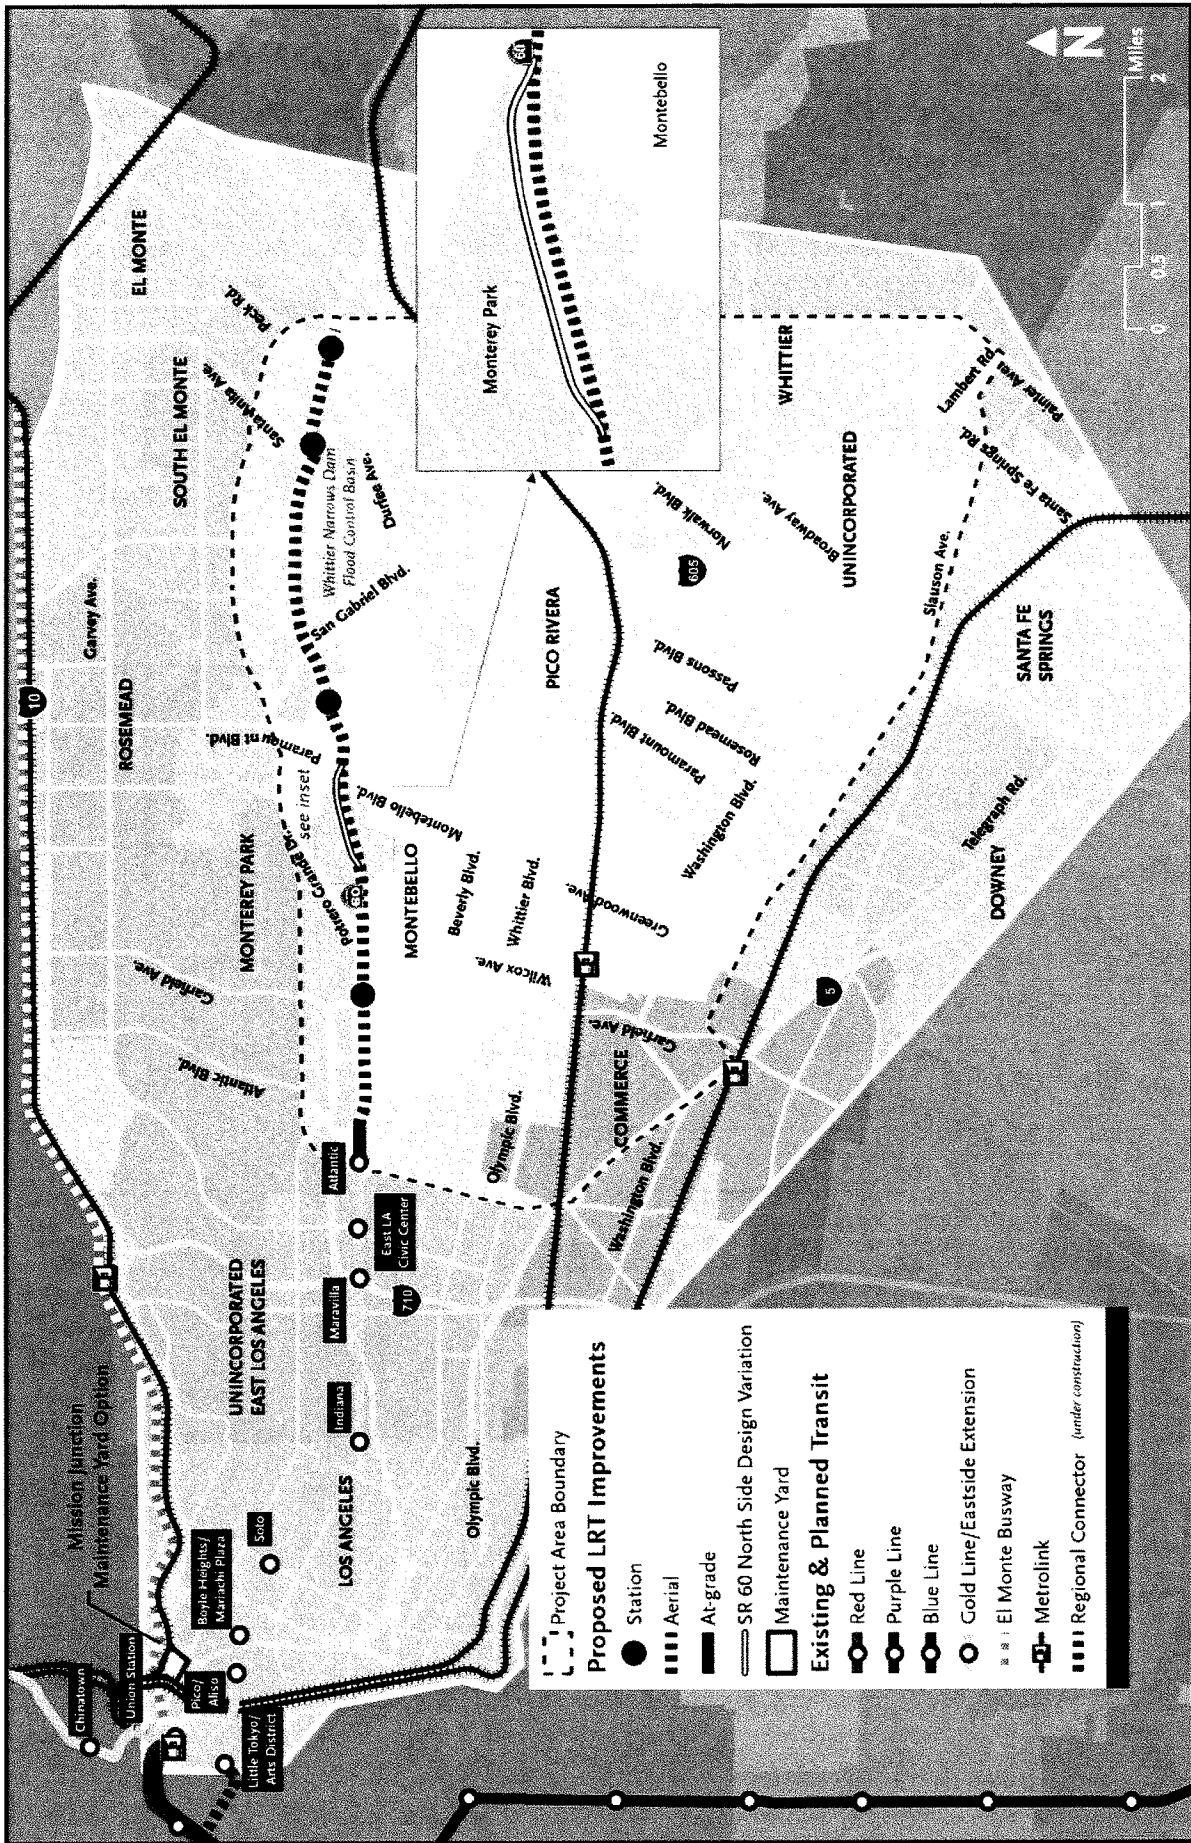 Chinatown
Union Station
Mission Junction
Maintenance Yard Option
Pico/
Aliso
Little Tokyo/
Arts District
Boyle Heights/
Mariachi Plaza
Soto
Indiana
Maravilla
East LA
Civic Center
Atlantic
LOS ANGELES
UNINCORPORATED
EAST LOS ANGELES
Olympic Blvd.
710
10
Atlantic Blvd.
Garfield Ave.
MONTEREY PARK
ROSEMEAD
Garvey Ave.
SOUTH EL MONTE
EL MONTE
Peck Rd.
Santa Anita Ave.
Whittier Narrows Dam
Flood Control Basin
Durfee Ave.
San Gabriel Blvd.
Paramount Blvd.
see inset
Potrero Grande Dr.
60
Montebello Blvd.
MONTEBELLO
Beverly Blvd.
Whittier Blvd.
Wilcox Ave.
Greenwood Ave.
Garfield Ave.
Olympic Blvd.
COMMERCE
Washington Blvd.
PICO RIVERA
Paramount Blvd.
Rosemead Blvd.
Passons Blvd.
Washington Blvd.
605
Norwalk Blvd.
Broadway Ave.
UNINCORPORATED
WHITTIER
Lambert Rd.
Painter Ave.
Santa Fe Springs Rd.
Slauson Ave.
SANTA FE
SPRINGS
Telegraph Rd.
DOWNEY
5
Monterey Park
Montebello
60
N
0 0.5 1 2
Miles
Project Area Boundary
Proposed LRT Improvements
Station
Aerial
At-grade
SR 60 North Side Design Variation
Maintenance Yard
Existing & Planned Transit
Red Line
Purple Line
Blue Line
Gold Line/Eastside Extension
El Monte Busway
Metrolink
Regional Connector (under construction)